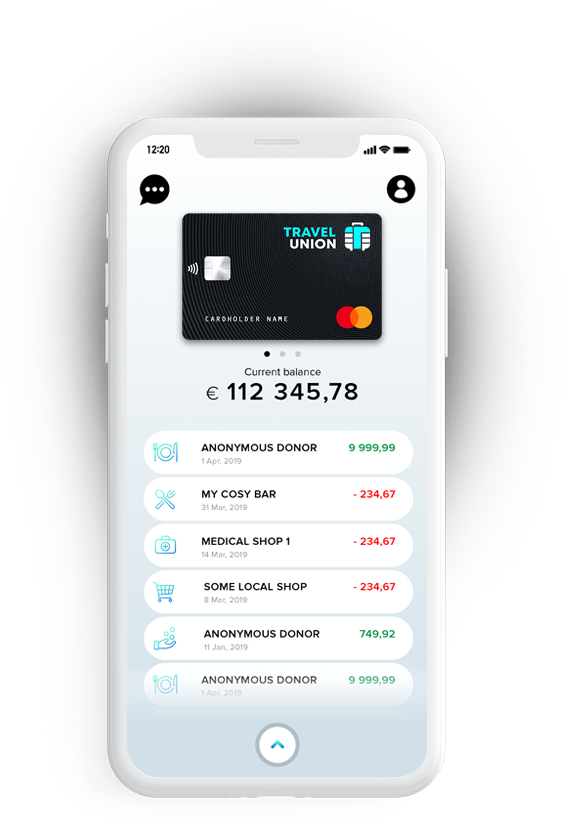 12:20
TRAVEL
UNION
CARDHOLDER NAME
Current balance
€ 112 345,78
ANONYMOUS DONOR 9 999,99
1 Apr, 2019
MY COSY BAR - 234,67
31 Mar, 2019
MEDICAL SHOP 1 - 234,67
14 Mar, 2019
SOME LOCAL SHOP - 234,67
8 Mar, 2019
ANONYMOUS DONOR 749,92
11 Jan, 2019
ANONYMOUS DONOR 9 999,99
1 Apr, 2019